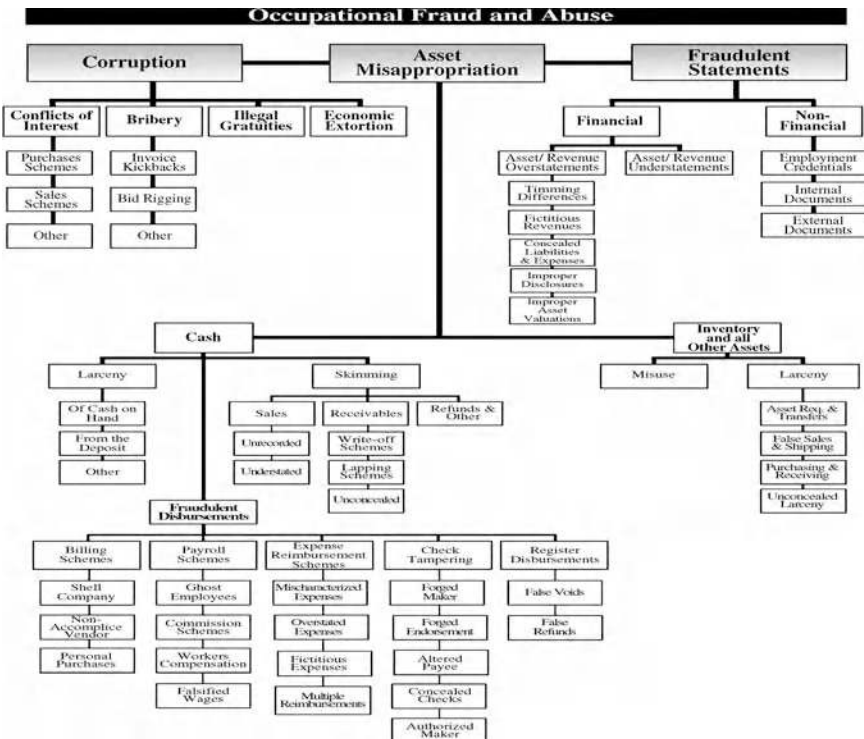 Occupational Fraud and Abuse
Corruption
Asset
Misappropriation
Fraudulent
Statements
Conflicts of
Interest
Bribery
Illegal
Gratuities
Economic
Extortion
Financial
Non-
Financial
Purchases
Schemes
Sales
Schemes
Other
Invoice
Kickbacks
Bid Rigging
Other
Asset/ Revenue
Overstatements
Asset/ Revenue
Understatements
Timming
Differences
Fictitious
Revenues
Concealed
Liabilities
& Expenses
Improper
Disclosures
Improper
Asset
Valuations
Employment
Credentials
Internal
Documents
External
Documents
Cash
Inventory
and all
Other Assets
Larceny
Skimming
Misuse
Larceny
Of Cash on
Hand
From the
Deposit
Other
Sales
Receivables
Refunds &
Other
Unrecorded
Understated
Write-off
Schemes
Lapping
Schemes
Unconcealed
Asset Req. &
Transfers
False Sales
& Shipping
Purchasing &
Receiving
Unconcealed
Larceny
Fraudulent
Disbursements
Billing
Schemes
Payroll
Schemes
Expense
Reimbursement
Schemes
Check
Tampering
Register
Disbursements
Shell
Company
Non-
Accomplice
Vendor
Personal
Purchases
Ghost
Employees
Commission
Schemes
Workers
Compensation
Falsified
Wages
Mischaracterized
Expenses
Overstated
Expenses
Fictitious
Expenses
Multiple
Reimbursements
Forged
Maker
Forged
Endorsement
Altered
Payee
Concealed
Checks
Authorized
Maker
False Voids
False
Refunds